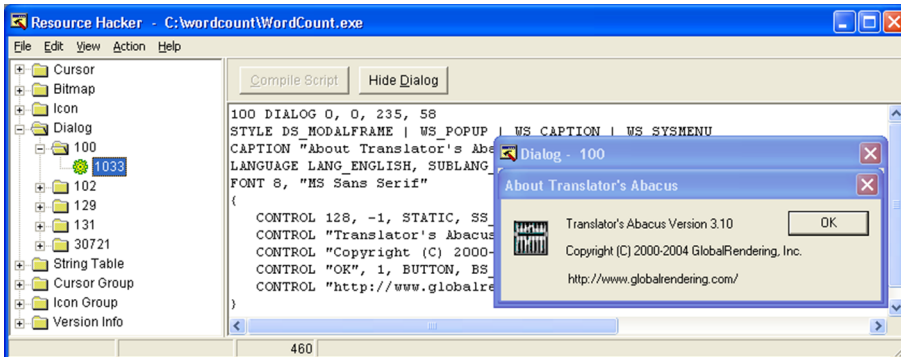 Resource Hacker - C:\wordcount\WordCount.exe
File Edit View Action Help
Cursor
Bitmap
Icon
Dialog
100
1033
102
129
131
30721
String Table
Cursor Group
Icon Group
Version Info
Compile Script Hide Dialog
100 DIALOG 0, 0, 235, 58
STYLE DS_MODALFRAME | WS_POPUP | WS_CAPTION | WS_SYSMENU
CAPTION "About Translator's Aba
LANGUAGE LANG_ENGLISH, SUBLANG_
FONT 8, "MS Sans Serif"
{
CONTROL 128, -1, STATIC, SS_
CONTROL "Translator's Abacus
CONTROL "Copyright (C) 2000-
CONTROL "OK", 1, BUTTON, BS_
CONTROL "http://www.globalre
}
Dialog - 100
About Translator's Abacus
Translator's Abacus Version 3.10 OK
Copyright (C) 2000-2004 GlobalRendering, Inc.
http://www.globalrendering.com/
460